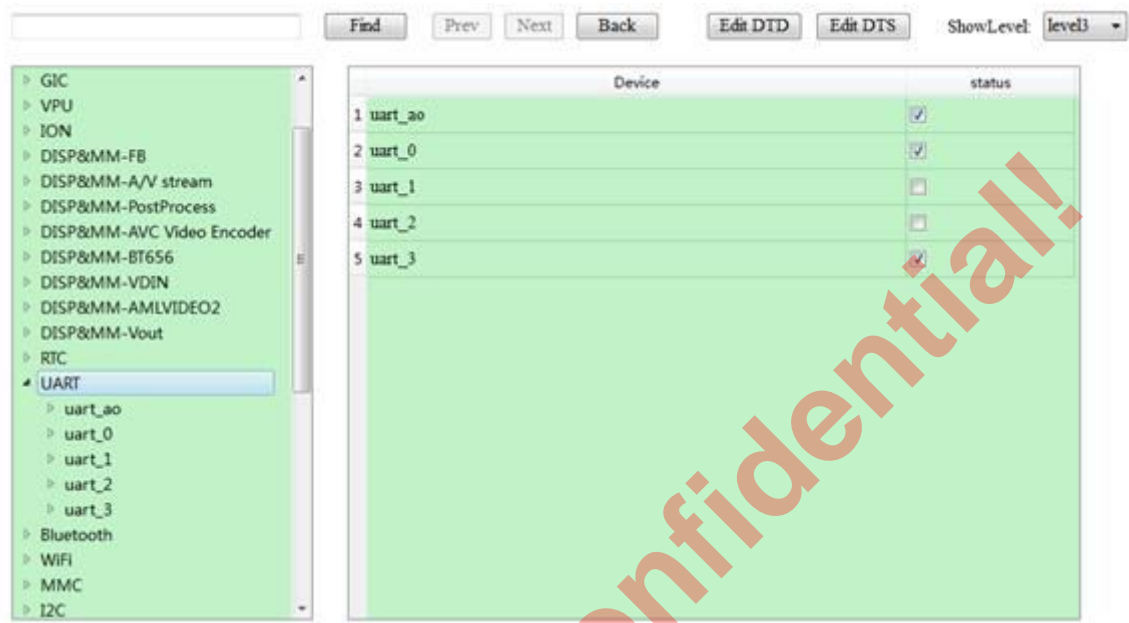 Find Prev Next Back Edit DTD Edit DTS ShowLevel: level3
GIC
VPU
ION
DISP&MM-FB
DISP&MM-A/V stream
DISP&MM-PostProcess
DISP&MM-AVC Video Encoder
DISP&MM-BT656
DISP&MM-VDIN
DISP&MM-AMLVIDEO2
DISP&MM-Vout
RTC
UART
uart_ao
uart_0
uart_1
uart_2
uart_3
Bluetooth
WiFi
MMC
I2C
Device status
1 uart_ao
2 uart_0
3 uart_1
4 uart_2
5 uart_3
nfidential!